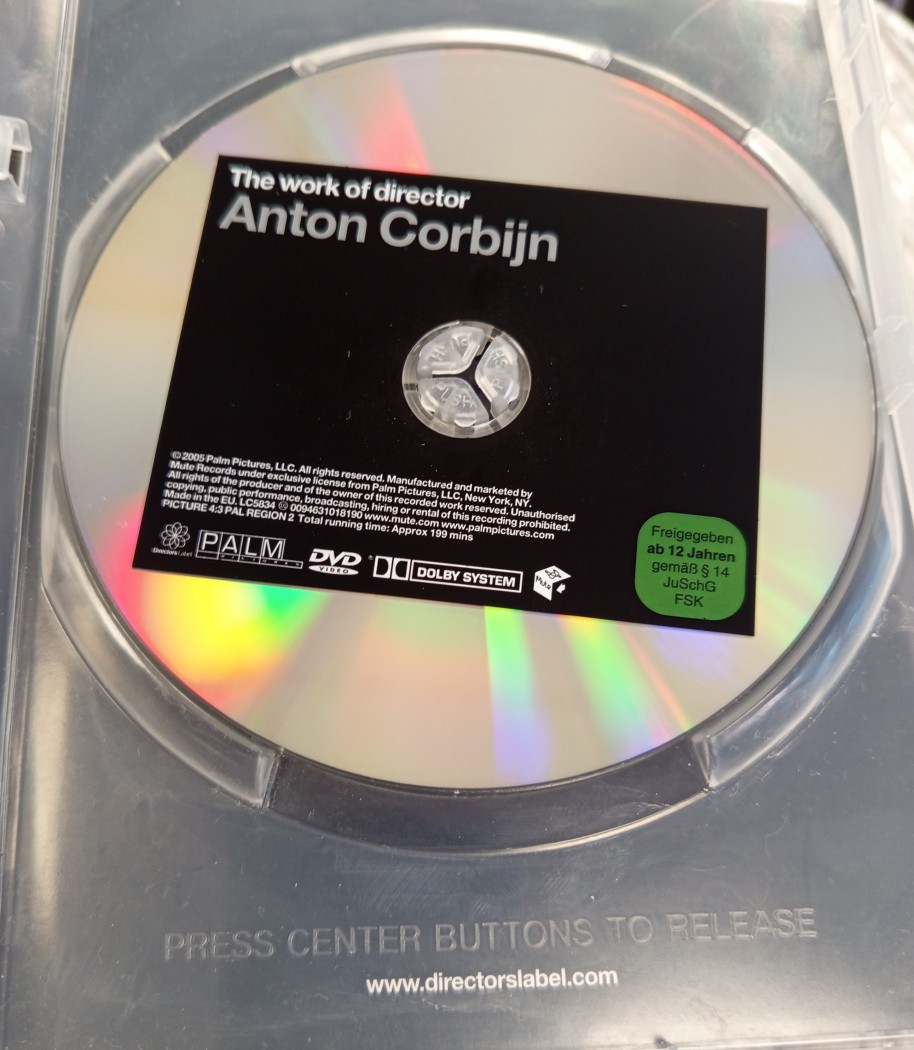 The work of director
Anton Corbijn
PUSH
© 2005 Palm Pictures, LLC. All rights reserved. Manufactured and marketed by
Mute Records under exclusive license from Palm Pictures, LLC, New York, NY.
All rights of the producer and of the owner of this recorded work reserved. Unauthorised
copying, public performance, broadcasting, hiring or rental of this recording prohibited.
Made in the EU. LC5834 0094631018190 www.mute.com www.palmpictures.com
PICTURE 4:3 PAL REGION 2 Total running time: Approx 199 mins
Directors Label
PALM
PICTURES
DVD
VIDEO
DOLBY SYSTEM
Mute
Freigegeben
ab 12 Jahren
gemäß § 14
JuSchG
FSK
PRESS CENTER BUTTONS TO RELEASE
www.directorslabel.com